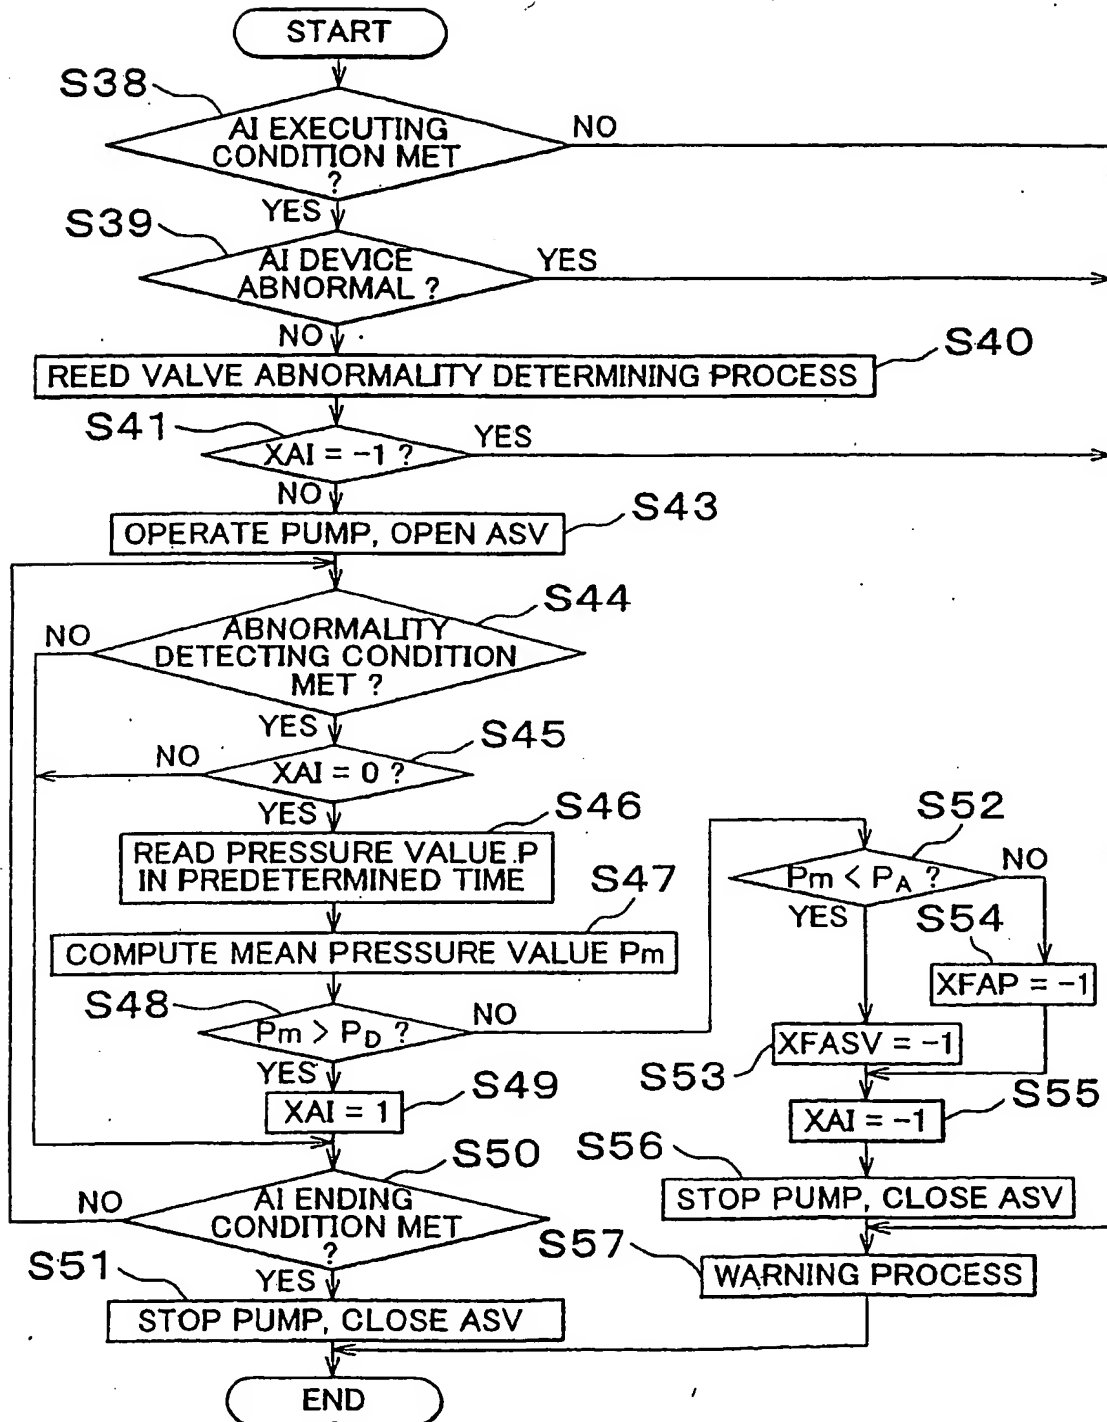 START
S38
AI EXECUTING
CONDITION MET
?
NO
YES
S39
AI DEVICE
ABNORMAL ?
YES
NO
S40
REED VALVE ABNORMALITY DETERMINING PROCESS
S41
XAI = -1 ?
YES
NO
S43
OPERATE PUMP, OPEN ASV
S44
ABNORMALITY
DETECTING CONDITION
MET ?
NO
YES
S45
XAI = 0 ?
NO
YES
S46
READ PRESSURE VALUE P
IN PREDETERMINED TIME
S47
COMPUTE MEAN PRESSURE VALUE Pm
S48
Pm > PD ?
NO
YES
S49
XAI = 1
S50
AI ENDING
CONDITION MET
?
NO
YES
S51
STOP PUMP, CLOSE ASV
S52
Pm < PA ?
NO
YES
S54
XFAP = -1
XFASV = -1
S53
S55
XAI = -1
S56
STOP PUMP, CLOSE ASV
S57
WARNING PROCESS
END